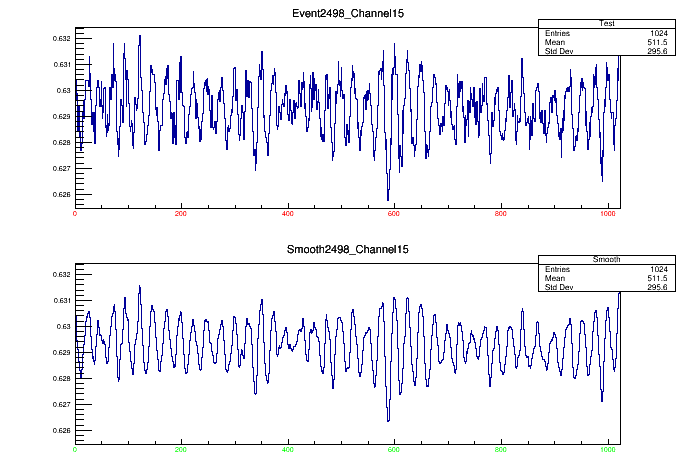 Event2498_Channel15
Test
Entries 1024
Mean 511.5
Std Dev 295.6
0.632
0.631
0.63
0.629
0.628
0.627
0.626
0 200 400 600 800 1000
Smooth2498_Channel15
Smooth
Entries 1024
Mean 511.5
Std Dev 295.6
0.632
0.631
0.63
0.629
0.628
0.627
0.626
0 200 400 600 800 1000